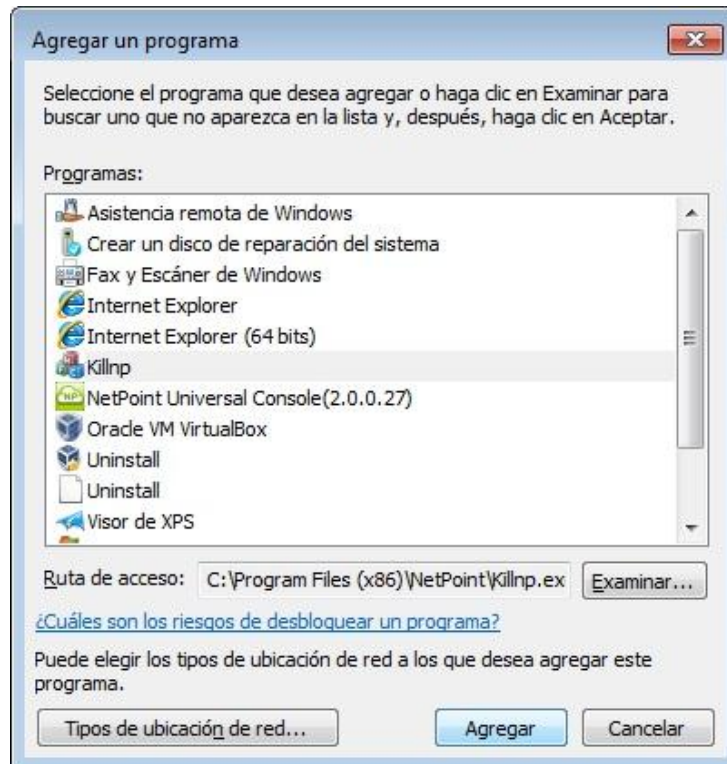 Agregar un programa
Seleccione el programa que desea agregar o haga clic en Examinar para
buscar uno que no aparezca en la lista y, después, haga clic en Aceptar.
Programas:
Asistencia remota de Windows
Crear un disco de reparación del sistema
Fax y Escáner de Windows
Internet Explorer
Internet Explorer (64 bits)
Killnp
NetPoint Universal Console(2.0.0.27)
Oracle VM VirtualBox
Uninstall
Uninstall
Visor de XPS
Ruta de acceso: C:\Program Files (x86)\NetPoint\Killnp.ex Examinar...
¿Cuáles son los riesgos de desbloquear un programa?
Puede elegir los tipos de ubicación de red a los que desea agregar este
programa.
Tipos de ubicación de red... Agregar Cancelar